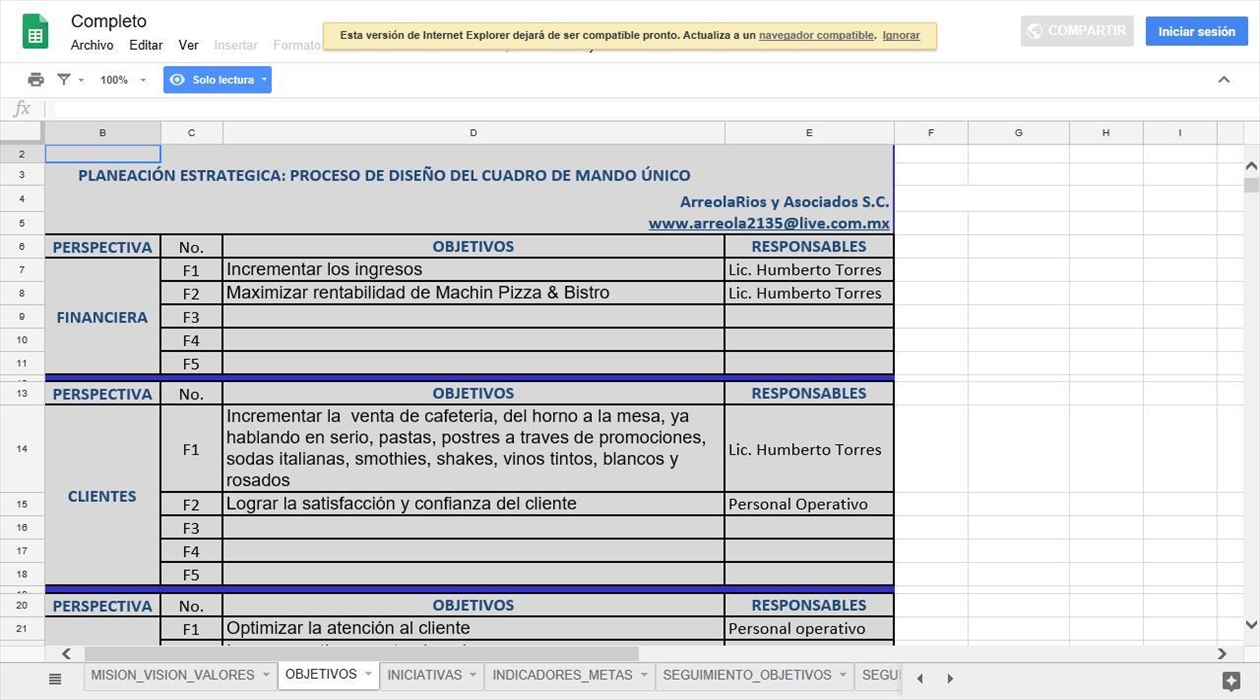 Completo
Archivo Editar Ver Insertar Formato
Esta versión de Internet Explorer dejará de ser compatible pronto. Actualiza a un navegador compatible. Ignorar
COMPARTIR
Iniciar sesión
100%
Solo lectura
fx
B C D E F G H I
2
3 PLANEACIÓN ESTRATEGICA: PROCESO DE DISEÑO DEL CUADRO DE MANDO ÚNICO
4 ArreolaRios y Asociados S.C.
5 www.arreola2135@live.com.mx
6 PERSPECTIVA No. OBJETIVOS RESPONSABLES
7 F1 Incrementar los ingresos Lic. Humberto Torres
8 F2 Maximizar rentabilidad de Machin Pizza & Bistro Lic. Humberto Torres
9 FINANCIERA F3
10 F4
11 F5
13 PERSPECTIVA No. OBJETIVOS RESPONSABLES
Incrementar la venta de cafeteria, del horno a la mesa, ya
hablando en serio, pastas, postres a traves de promociones,
14 F1 Lic. Humberto Torres
sodas italianas, smothies, shakes, vinos tintos, blancos y
rosados
CLIENTES
15 F2 Lograr la satisfacción y confianza del cliente Personal Operativo
16 F3
17 F4
18 F5
20 PERSPECTIVA No. OBJETIVOS RESPONSABLES
21 F1 Optimizar la atención al cliente Personal operativo
MISION_VISION_VALORES OBJETIVOS INICIATIVAS INDICADORES_METAS SEGUIMIENTO_OBJETIVOS SEGUI